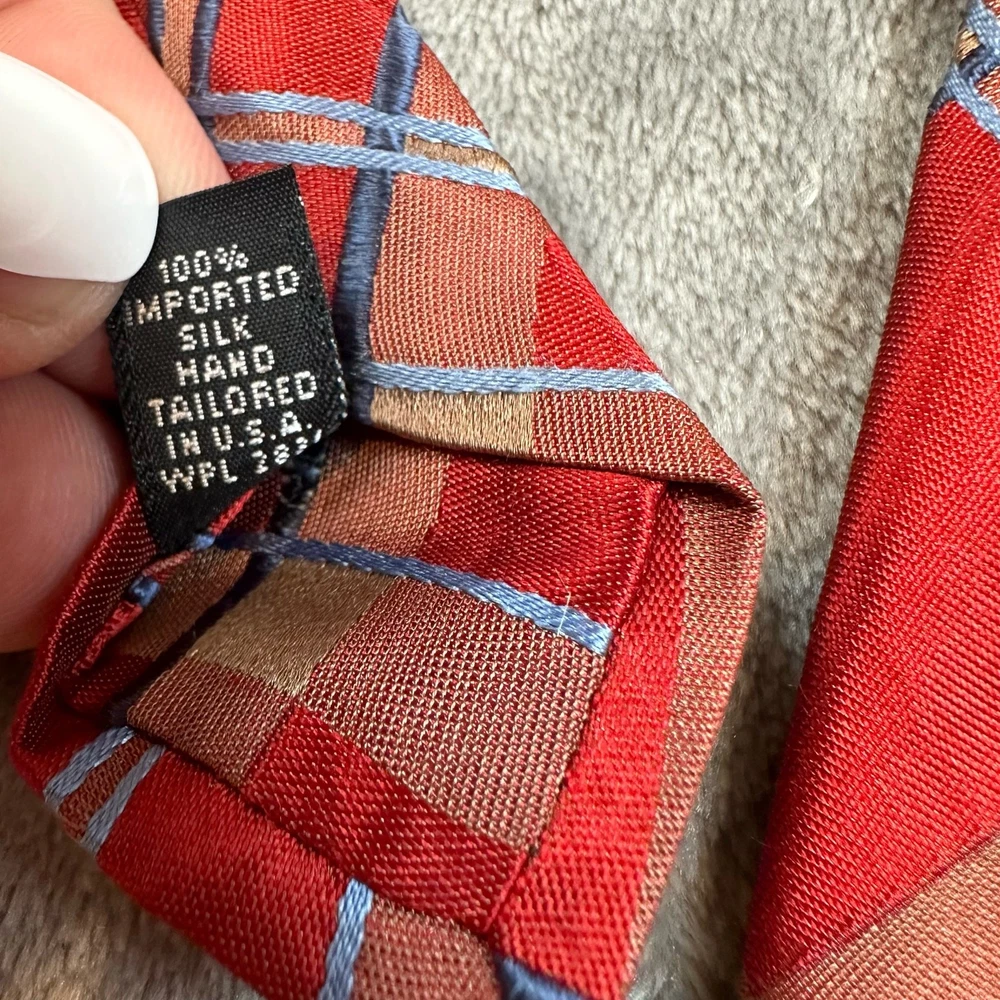 100%
IMPORTED
SILK
HAND
TAILORED
IN U.S.A.
WPL